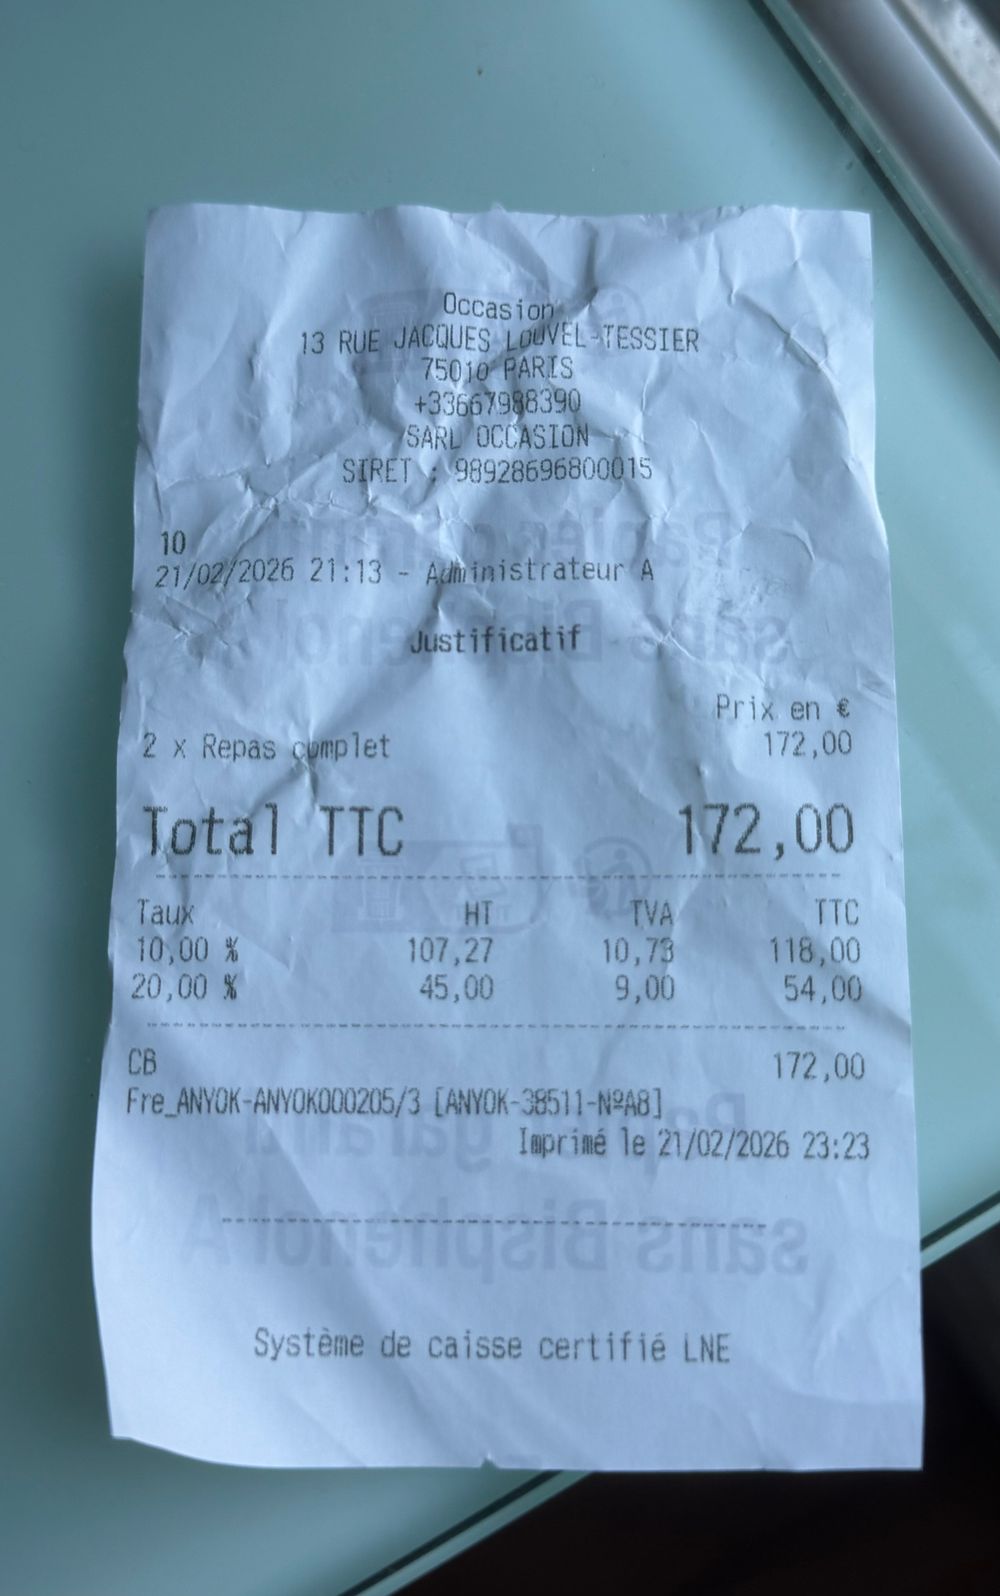 Occasion
13 RUE JACQUES LOUVEL-TESSIER
75010 PARIS
+33667988390
SARL OCCASION
SIRET : 98928696800015
10
21/02/2026 21:13 - Administrateur A
Justificatif
Prix en €
2 x Repas complet 172,00
Total TTC 172,00
Taux HT TVA TTC
10,00 % 107,27 10,73 118,00
20,00 % 45,00 9,00 54,00
CB 172,00
Fre_ANYOK-ANYOK000205/3 [ANYOK-38511-NºA8]
Imprimé le 21/02/2026 23:23
Système de caisse certifié LNE